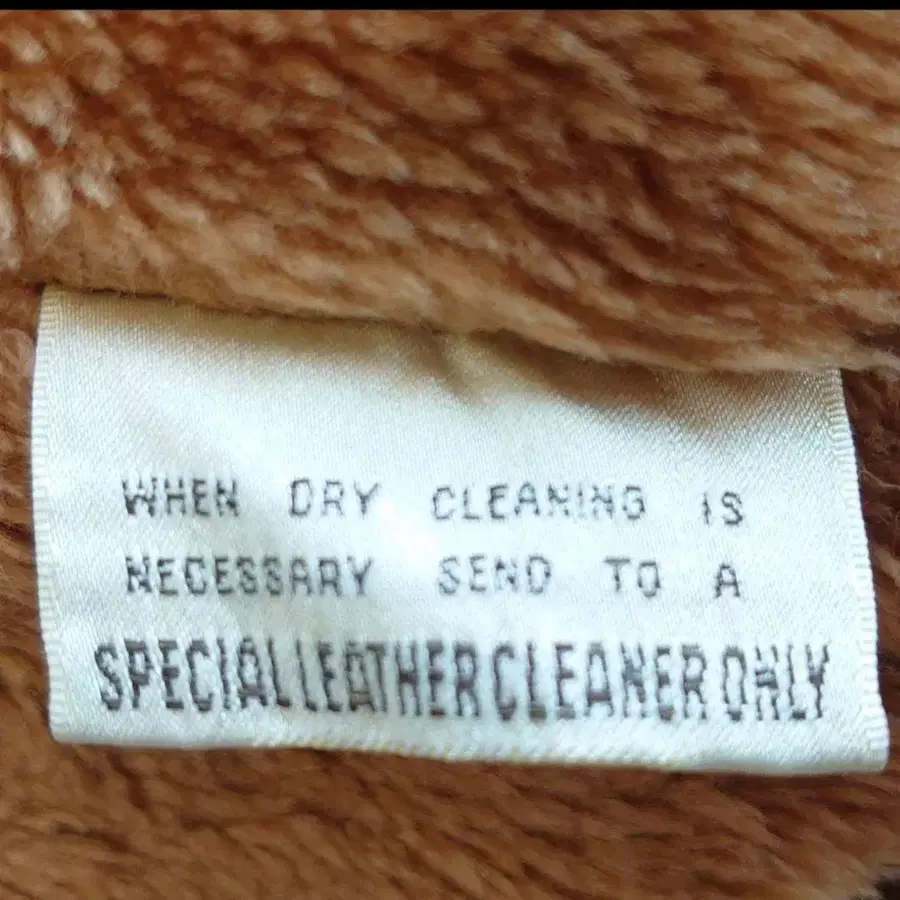 WHEN DRY CLEANING IS
NECESSARY SEND TO A
SPECIAL LEATHER CLEANER ONLY